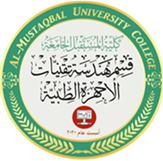 AL-MUSTAQBAL UNIVERSITY COLLEGE
كلية المستقبل الجامعة
قسم هندسة تقنيات
الاجهزة الطبية